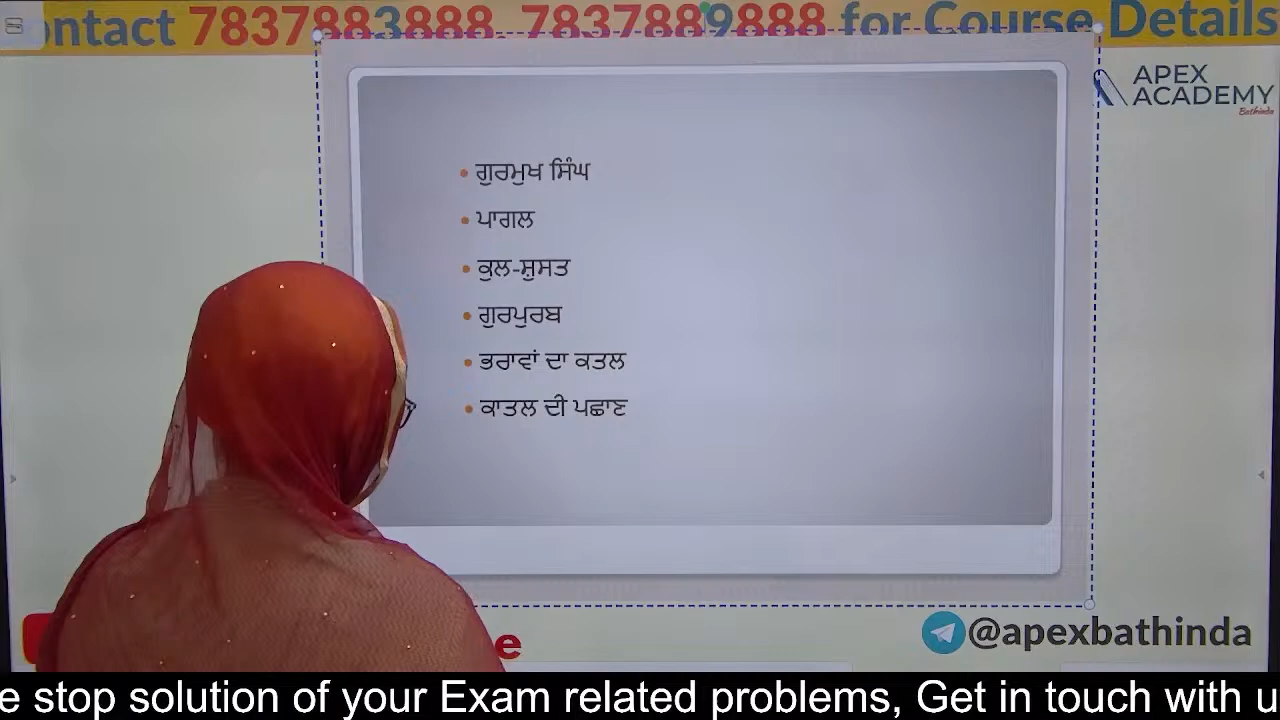 ontact 7837883888, 7837889888 for Course Details
APEX
ACADEMY
Bathinda
ਗੁਰਮੁਖ ਸਿੰਘ
ਪਾਗਲ
ਕੁਲ-ਸ਼ੁਸਤ
ਗੁਰਪੁਰਬ
ਭਰਾਵਾਂ ਦਾ ਕਤਲ
ਕਾਤਲ ਦੀ ਪਛਾਣ
e
@apexbathinda
e stop solution of your Exam related problems, Get in touch with u